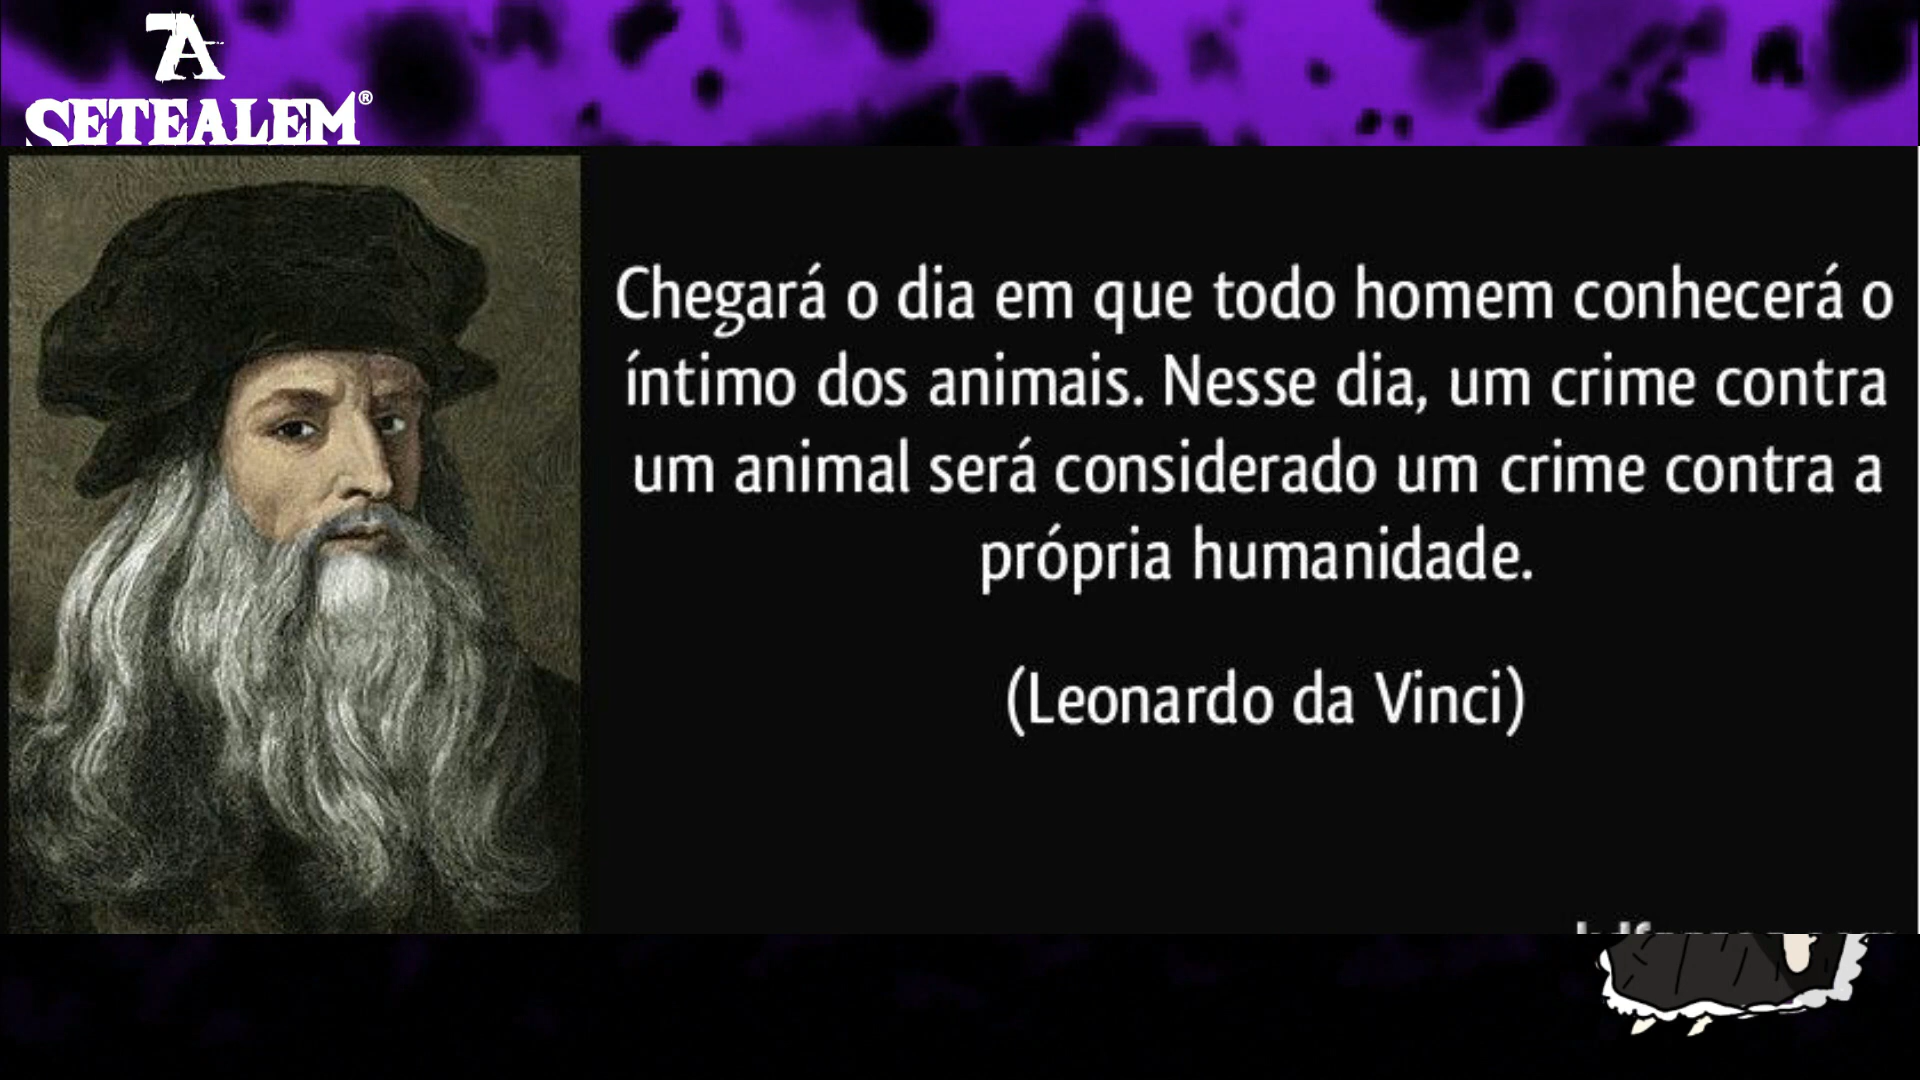 A
SETEALEM®
Chegará o dia em que todo homem conhecerá o
íntimo dos animais. Nesse dia, um crime contra
um animal será considerado um crime contra a
própria humanidade.
(Leonardo da Vinci)